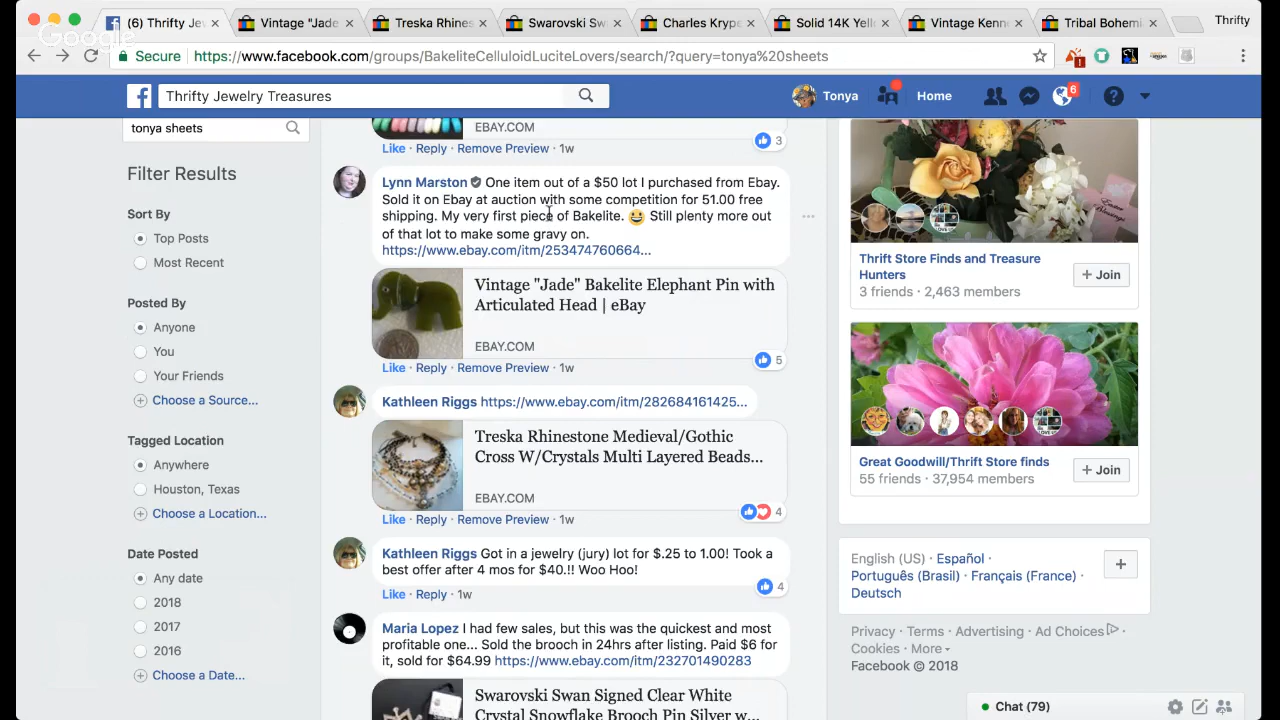 (6) Thrifty Je
Vintage "Jade"
Treska Rhines
Swarovski Sw
Charles Krype
Solid 14K Yell
Vintage Kenne
Tribal Bohemi
Thrifty
Google
Secure https://www.facebook.com/groups/BakeliteCelluloidLuciteLovers/search/?query=tonya%20sheets
Thrifty Jewelry Treasures
Tonya
Home
6
tonya sheets
Filter Results
Sort By
Top Posts
Most Recent
Posted By
Anyone
You
Your Friends
Choose a Source...
Tagged Location
Anywhere
Houston, Texas
Choose a Location...
Date Posted
Any date
2018
2017
2016
Choose a Date...
EBAY.COM
Like · Reply · Remove Preview · 1w
3
Lynn Marston One item out of a $50 lot I purchased from Ebay.
Sold it on Ebay at auction with some competition for 51.00 free
shipping. My very first piece of Bakelite. 😀 Still plenty more out
of that lot to make some gravy on.
https://www.ebay.com/itm/253474760664...
Vintage "Jade" Bakelite Elephant Pin with
Articulated Head | eBay
EBAY.COM
5
Like · Reply · Remove Preview · 1w
Kathleen Riggs https://www.ebay.com/itm/282684161425...
Treska Rhinestone Medieval/Gothic
Cross W/Crystals Multi Layered Beads...
EBAY.COM
4
Like · Reply · Remove Preview · 1w
Kathleen Riggs Got in a jewelry (jury) lot for $.25 to 1.00! Took a
best offer after 4 mos for $40.!! Woo Hoo!
4
Like · Reply · 1w
Maria Lopez I had few sales, but this was the quickest and most
profitable one... Sold the brooch in 24hrs after listing. Paid $6 for
it, sold for $64.99 https://www.ebay.com/itm/232701490283
Swarovski Swan Signed Clear White
Crystal Snowflake Brooch Pin Silver w...
Thrift Store Finds and Treasure
Hunters
3 friends · 2,463 members
+ Join
Great Goodwill/Thrift Store finds
55 friends · 37,954 members
+ Join
English (US) · Español ·
Português (Brasil) · Français (France) ·
Deutsch
Privacy · Terms · Advertising · Ad Choices ·
Cookies · More
Facebook © 2018
Chat (79)